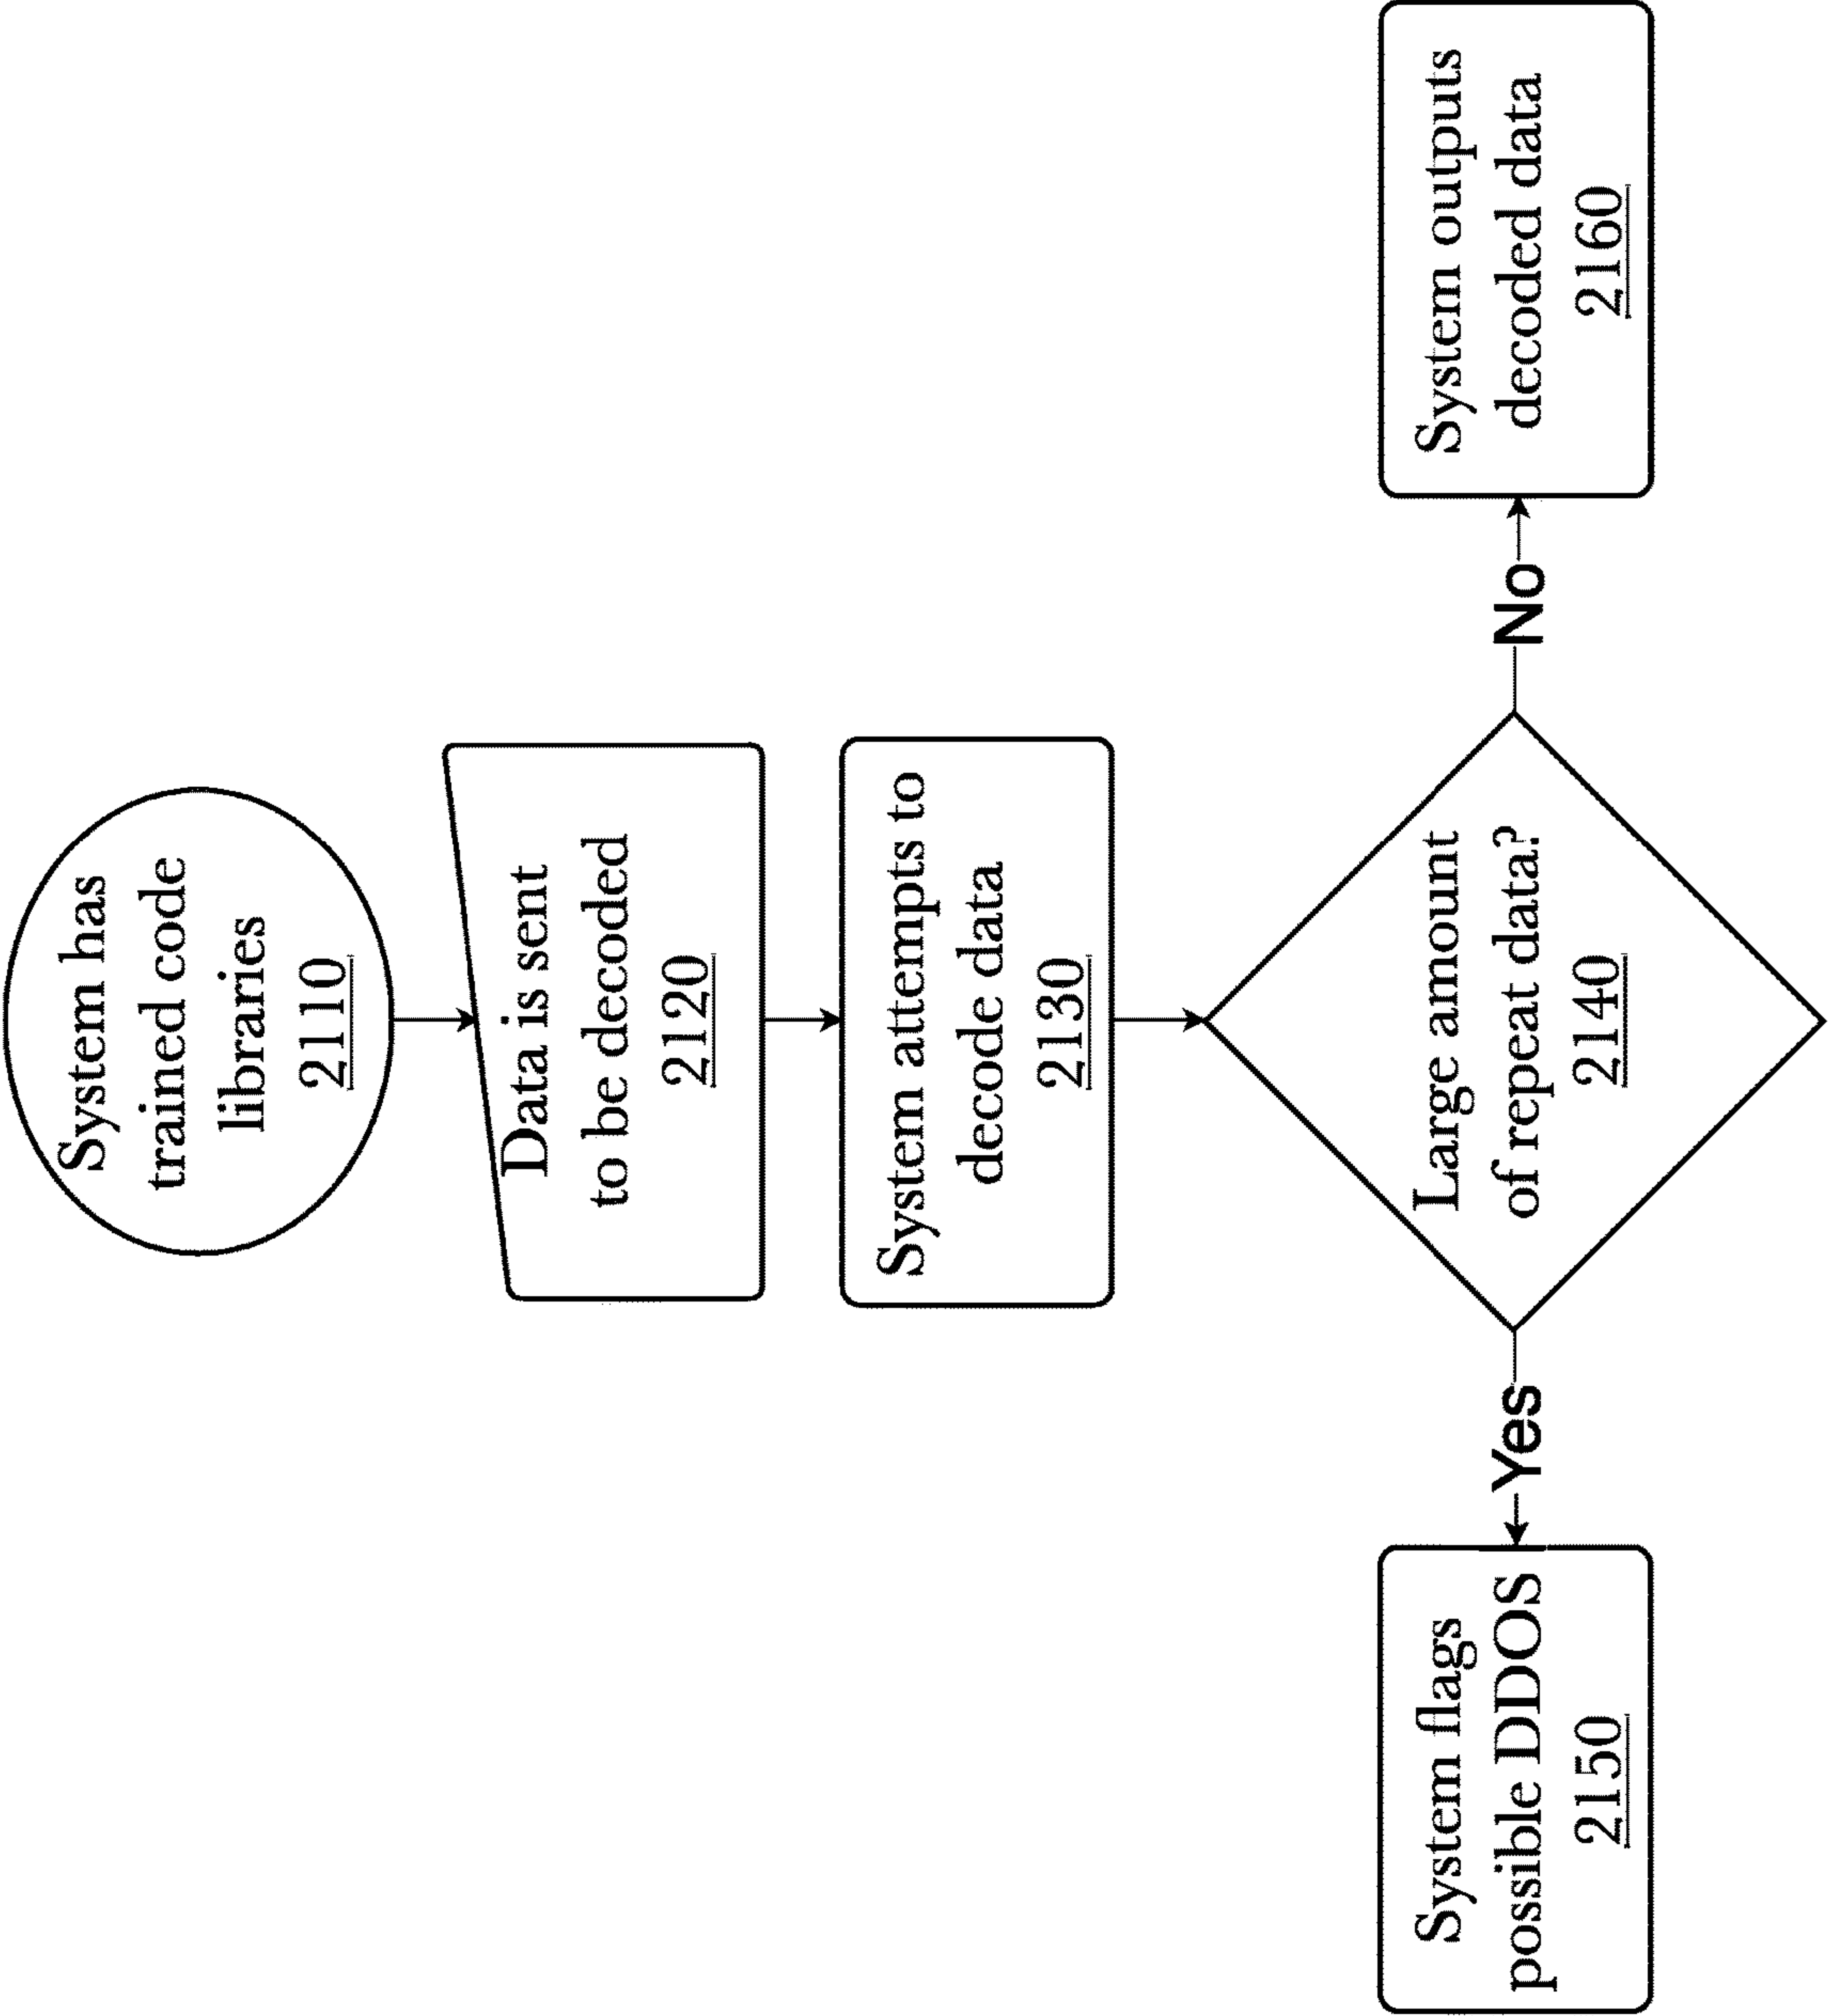 System has
trained code
libraries
2110
Data is sent
to be decoded
2120
System attempts to
decode data
2130
Large amount
of repeat data?
2140
Yes
No
System flags
possible DDOS
2150
System outputs
decoded data
2160